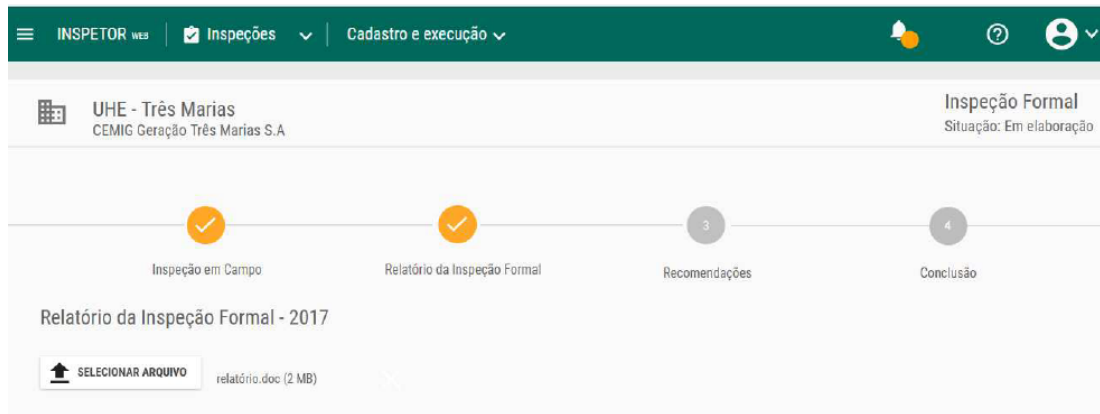 INSPETOR WEB Inspeções Cadastro e execução
UHE - Três Marias
CEMIG Geração Três Marias S.A
Inspeção Formal
Situação: Em elaboração
3
4
Inspeção em Campo
Relatório da Inspeção Formal
Recomendações
Conclusão
Relatório da Inspeção Formal - 2017
SELECIONAR ARQUIVO relatório.doc (2 MB)